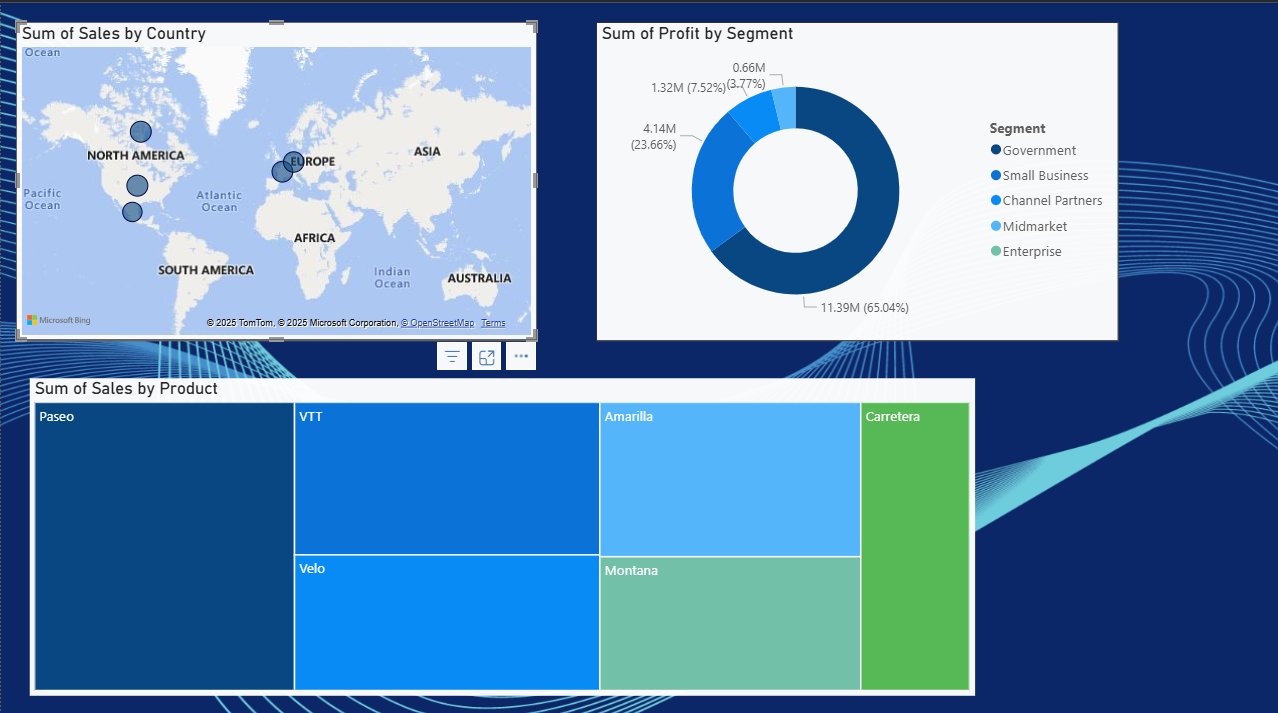 Sum of Sales by Country
Ocean
NORTH AMERICA
EUROPE
ASIA
Pacific
Ocean
Atlantic
Ocean
AFRICA
SOUTH AMERICA
Indian
Ocean
AUSTRALIA
Microsoft Bing
© 2025 TomTom, © 2025 Microsoft Corporation, © OpenStreetMap Terms
Sum of Profit by Segment
0.66M
(3.77%)
1.32M (7.52%)
4.14M
(23.66%)
11.39M (65.04%)
Segment
Government
Small Business
Channel Partners
Midmarket
Enterprise
Sum of Sales by Product
Paseo
VTT
Velo
Amarilla
Montana
Carretera